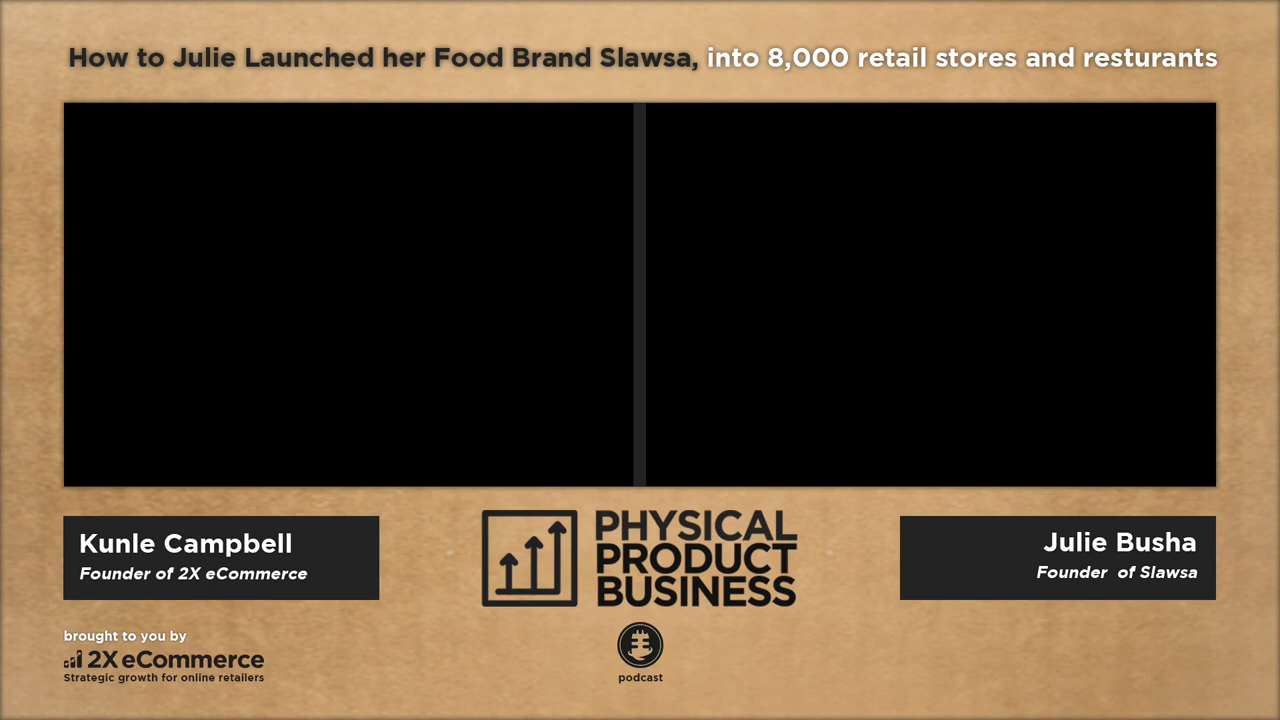 How to Julie Launched her Food Brand Slawsa, into 8,000 retail stores and resturants
Kunle Campbell
Founder of 2X eCommerce
PHYSICAL
PRODUCT
BUSINESS
Julie Busha
Founder of Slawsa
brought to you by
2X eCommerce
Strategic growth for online retailers
podcast